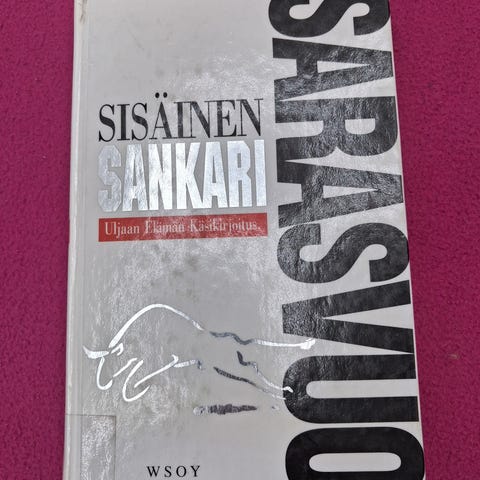 SISÄINEN
SANKARI
Uljaan Elämän Käsikirjoitus.
SARASVUO
WSOY